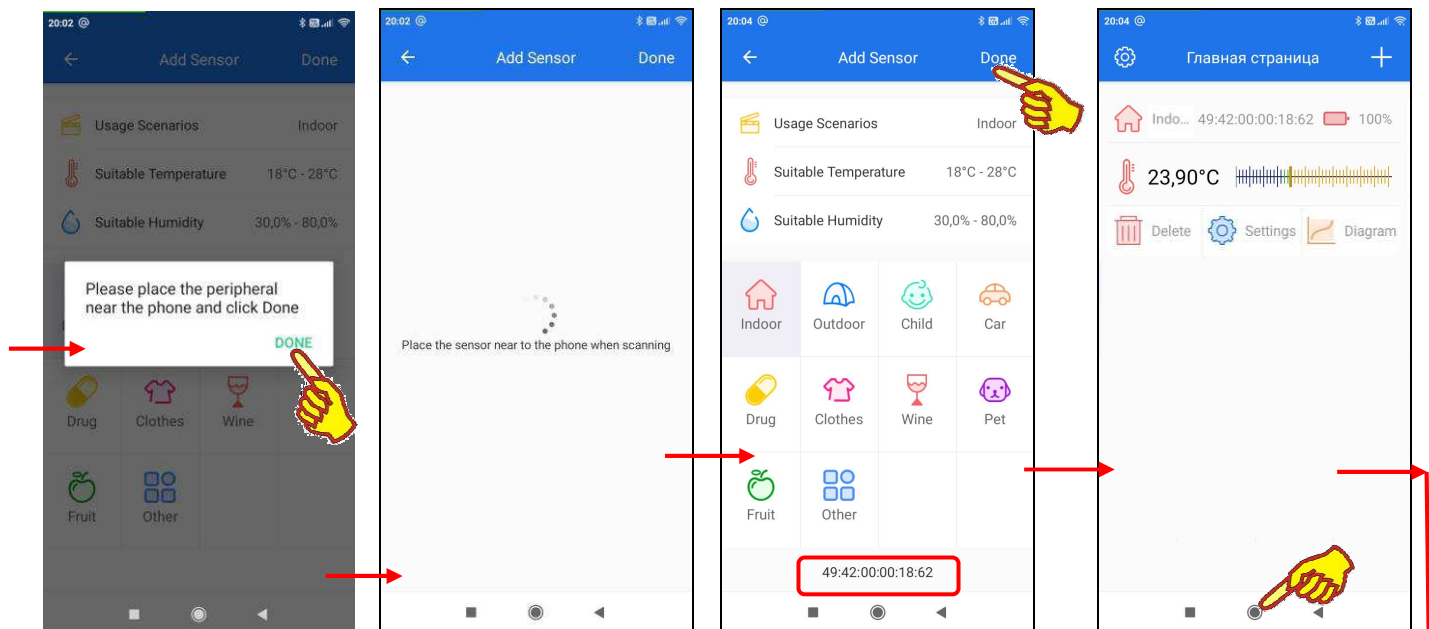 20:02 @
Add Sensor Done
Usage Scenarios Indoor
Suitable Temperature 18°C - 28°C
Suitable Humidity 30,0% - 80,0%
Please place the peripheral
near the phone and click Done
DONE
Drug Clothes Wine
Fruit Other
20:02 @
Add Sensor Done
Place the sensor near to the phone when scanning
20:04 @
Add Sensor Done
Usage Scenarios Indoor
Suitable Temperature 18°C - 28°C
Suitable Humidity 30,0% - 80,0%
Indoor Outdoor Child Car
Drug Clothes Wine Pet
Fruit Other
49:42:00:00:18:62
20:04 @
Главная страница
Indo... 49:42:00:00:18:62 100%
23,90°C
Delete Settings Diagram